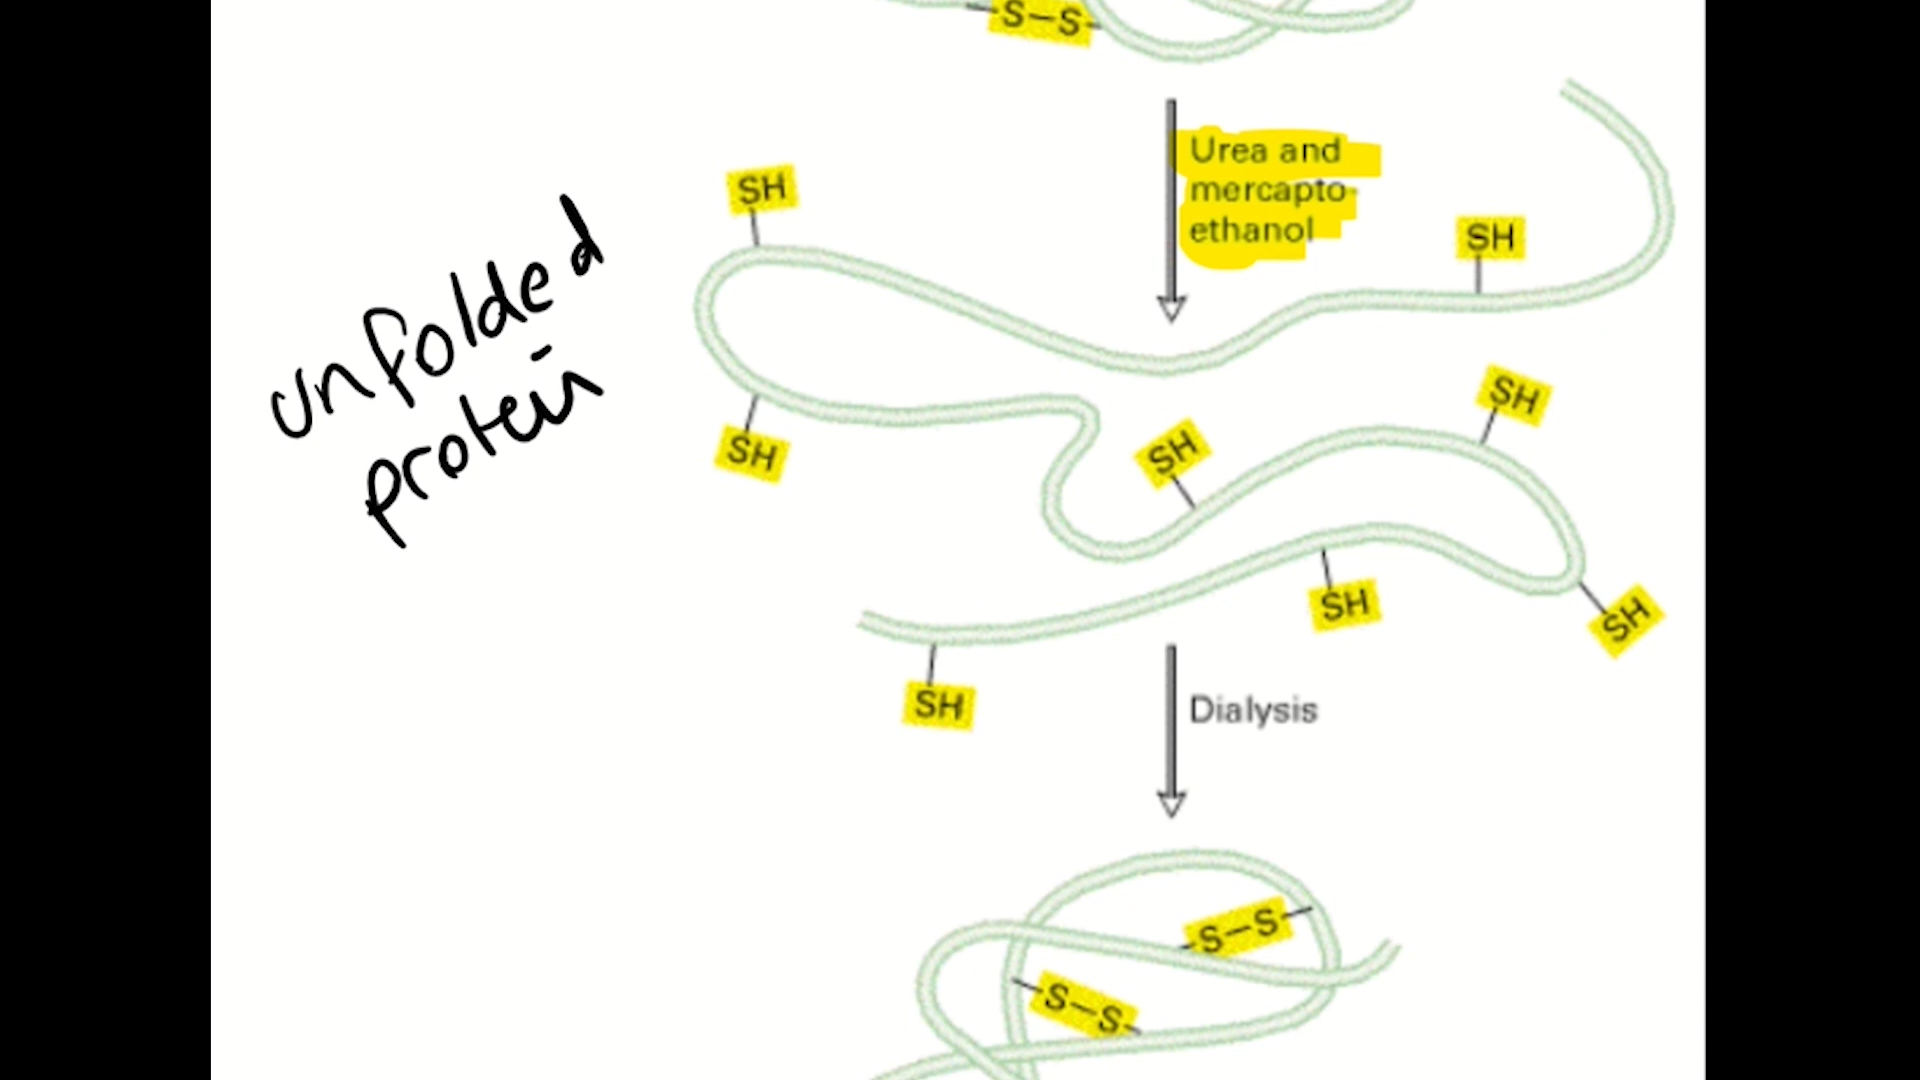 S–S
Urea and
mercapto-
ethanol
SH
SH
unfolded
protein
SH
SH
SH
SH
SH
SH
Dialysis
S–S
S–S